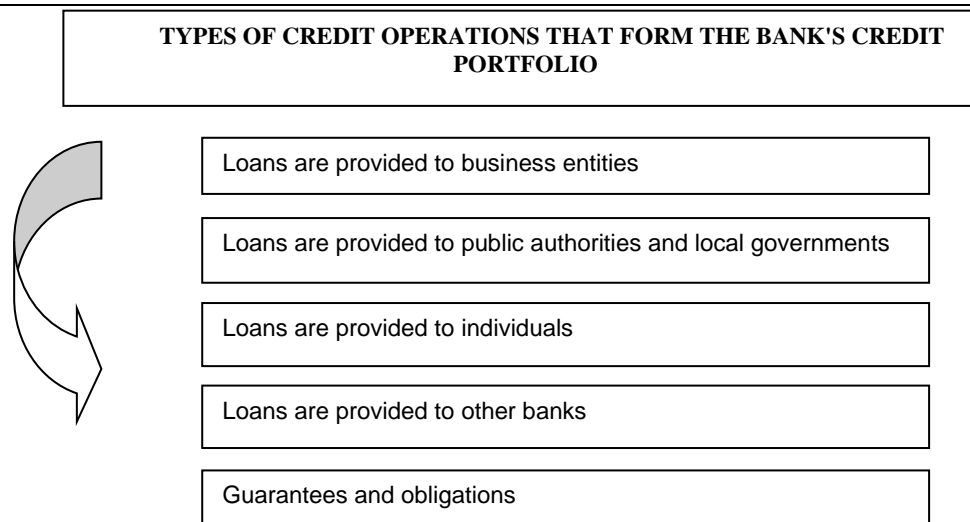 TYPES OF CREDIT OPERATIONS THAT FORM THE BANK'S CREDIT
PORTFOLIO
Loans are provided to business entities
Loans are provided to public authorities and local governments
Loans are provided to individuals
Loans are provided to other banks
Guarantees and obligations